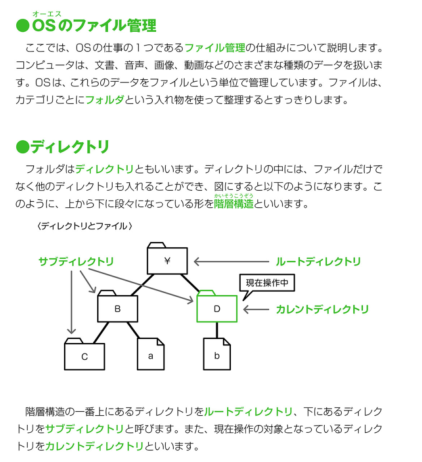 オーエス
●OSのファイル管理
ここでは、OSの仕事の1つであるファイル管理の仕組みについて説明します。
コンピュータは、文書、音声、画像、動画などのさまざまな種類のデータを扱いま
す。OSは、これらのデータをファイルという単位で管理しています。ファイルは、
カテゴリごとにフォルダという入れ物を使って整理するとすっきりします。
●ディレクトリ
フォルダはディレクトリともいいます。ディレクトリの中には、ファイルだけで
なく他のディレクトリも入れることができ、図にすると以下のようになります。こ
かいそうこうぞう
のように、上から下に段々になっている形を階層構造といいます。
〈ディレクトリとファイル〉
サブディレクトリ
¥
ルートディレクトリ
現在操作中
B
D
カレントディレクトリ
C
a
b
階層構造の一番上にあるディレクトリをルートディレクトリ、下にあるディレク
トリをサブディレクトリと呼びます。また、現在操作の対象となっているディレク
トリをカレントディレクトリといいます。